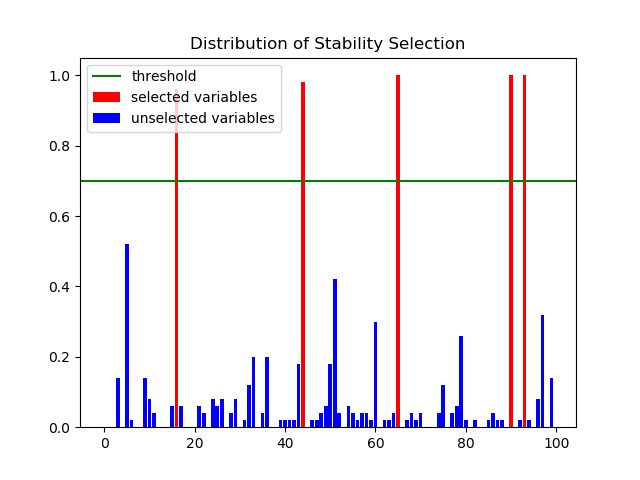 Distribution of Stability Selection
threshold
selected variables
unselected variables
1.0
0.8
0.6
0.4
0.2
0.0
0 20 40 60 80 100